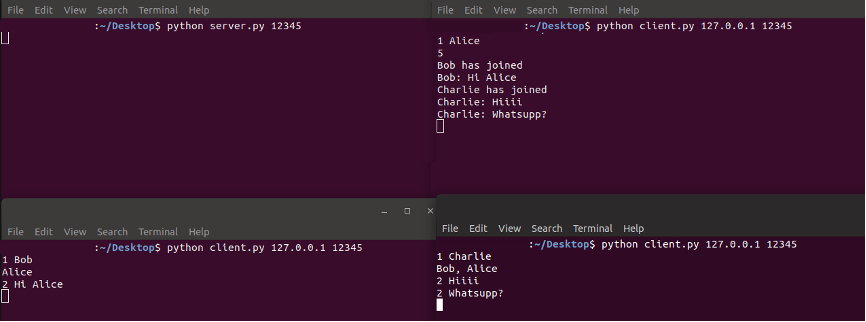 File Edit View Search Terminal Help
:~/Desktop$ python server.py 12345
File Edit View Search Terminal Help
:~/Desktop$ python client.py 127.0.0.1 12345
1 Alice
5
Bob has joined
Bob: Hi Alice
Charlie has joined
Charlie: Hiiii
Charlie: Whatsupp?
File Edit View Search Terminal Help
:~/Desktop$ python client.py 127.0.0.1 12345
1 Bob
Alice
2 Hi Alice
File Edit View Search Terminal Help
:~/Desktop$ python client.py 127.0.0.1 12345
1 Charlie
Bob, Alice
2 Hiiii
2 Whatsupp?